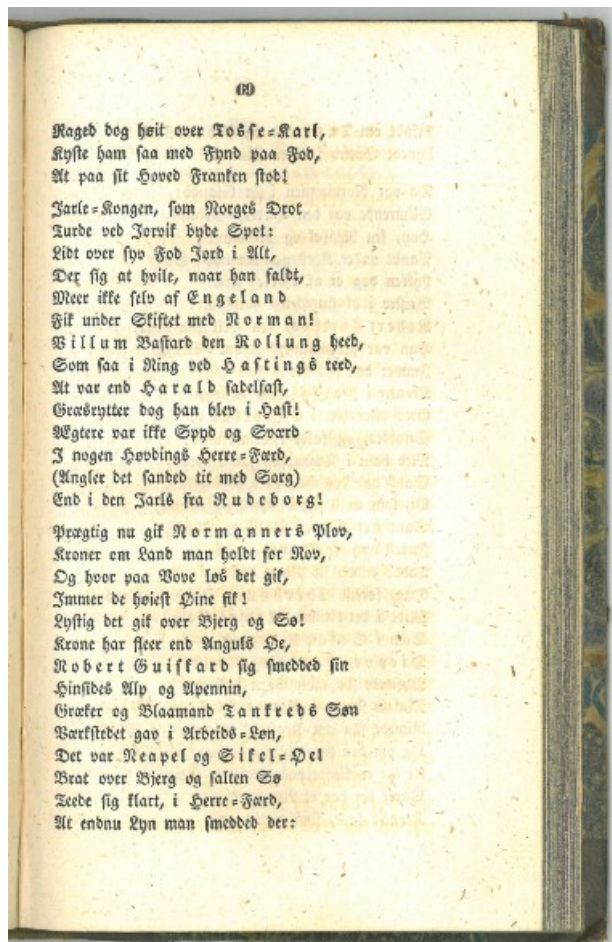 69
Raged dog høit over Tosse-Karl,
Kyste ham saa med Fynd paa Fod,
At paa sit Hoved Franken stod!
Jarle-Kongen, som Norges Drot
Turde ved Jorvik byde Spot:
Lidt over syv Fod Jord i Alt,
Der sig at hvile, naar han faldt,
Meer ikke selv af Engeland
Fik under Skiftet med Norman!
Villum Bastard den Rollung heed,
Som saa i Ring ved Hastings reed,
At var end Harald sadelfast,
Græsrytter dog han blev i Hast!
Ægtere var ikke Spyd og Sværd
I nogen Høvdings Herre-Færd,
(Angler det sanded tit med Sorg)
End i den Jarls fra Rudeborg!
Prægtig nu gik Normanners Plov,
Kroner om Land man holdt for Rov,
Og hvor paa Vove løs det gik,
Immer de høiest Øine fik!
Lystig det gik over Bjerg og Sø!
Krone har fleer end Anguls Øe,
Robert Guiskard sig smedded sin
Hinsides Alp og Apennin,
Græker og Blaamand Tankreds Søn
Værkstedet gav i Arbeids-Løn,
Det var Neapel og Sikel-Øe!
Brat over Bjerg og salten Sø
Teede sig klart, i Herre-Færd,
At endnu Lyn man smedded der: